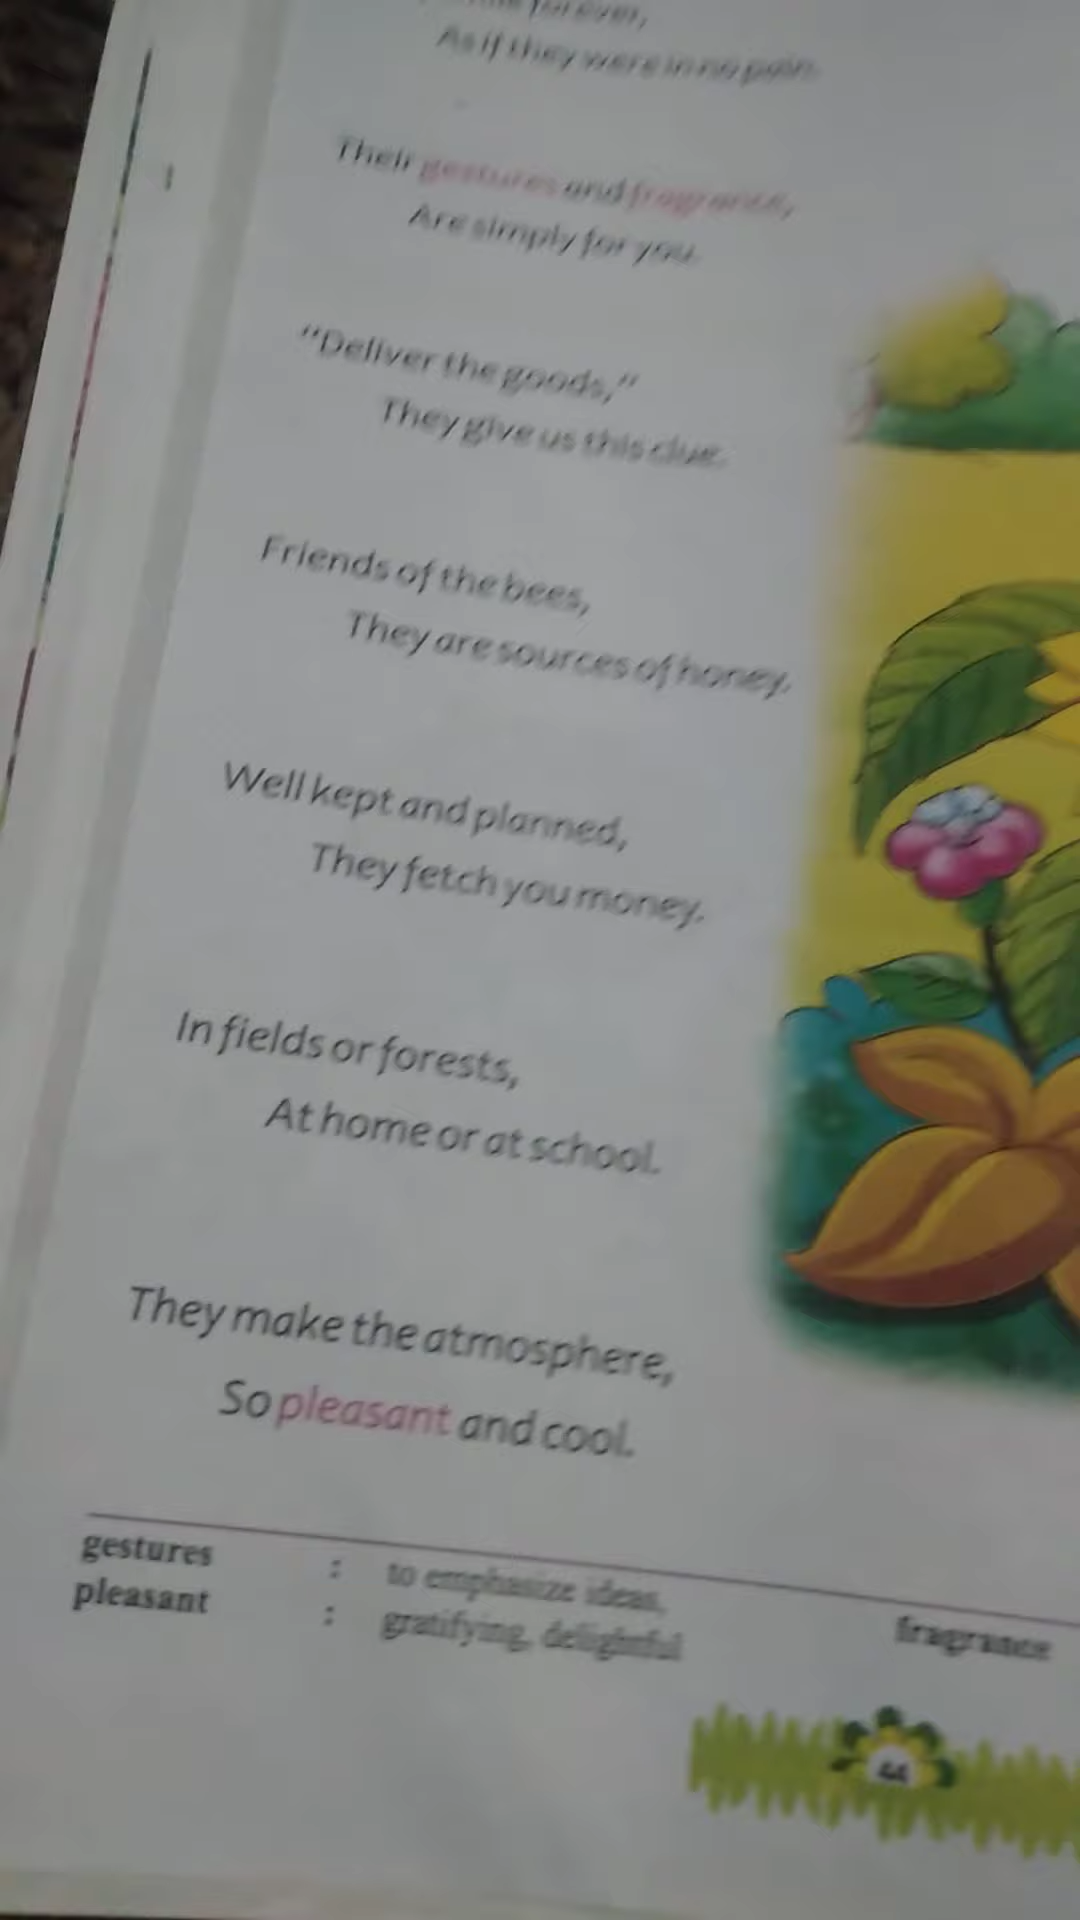 for ever,
As if they were in no pain.
Their gestures and fragrance,
Are simply for you.
"Deliver the goods,"
They give us this clue.
Friends of the bees,
They are sources of honey.
Well kept and planned,
They fetch you money.
In fields or forests,
At home or at school.
They make the atmosphere,
So pleasant and cool.
gestures : to emphasize ideas, fragrance
pleasant : gratifying, delightful
44